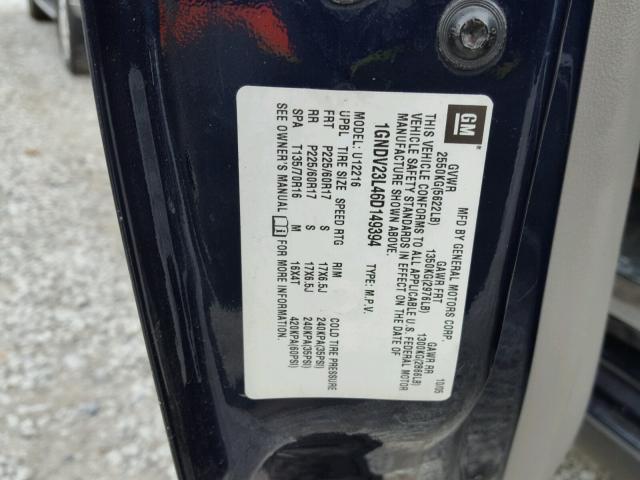 GM
MFD BY GENERAL MOTORS CORP. 10/05
GVWR GAWR FRT GAWR RR
2550KG(5622LB) 1350KG(2976LB) 1300KG(2866LB)
THIS VEHICLE CONFORMS TO ALL APPLICABLE U.S. FEDERAL MOTOR
VEHICLE SAFETY STANDARDS IN EFFECT ON THE DATE OF
MANUFACTURE SHOWN ABOVE.
1GNDV23L46D149394 TYPE: M.P.V.
MODEL: U12216
UPBL TIRE SIZE SPEED RTG RIM COLD TIRE PRESSURE
FRT P225/60R17 S 17X6.5J 240KPA(35PSI)
RR P225/60R17 S 17X6.5J 240KPA(35PSI)
SPA T135/70R16 M 16X4T 420KPA(60PSI)
SEE OWNER'S MANUAL FOR MORE INFORMATION.